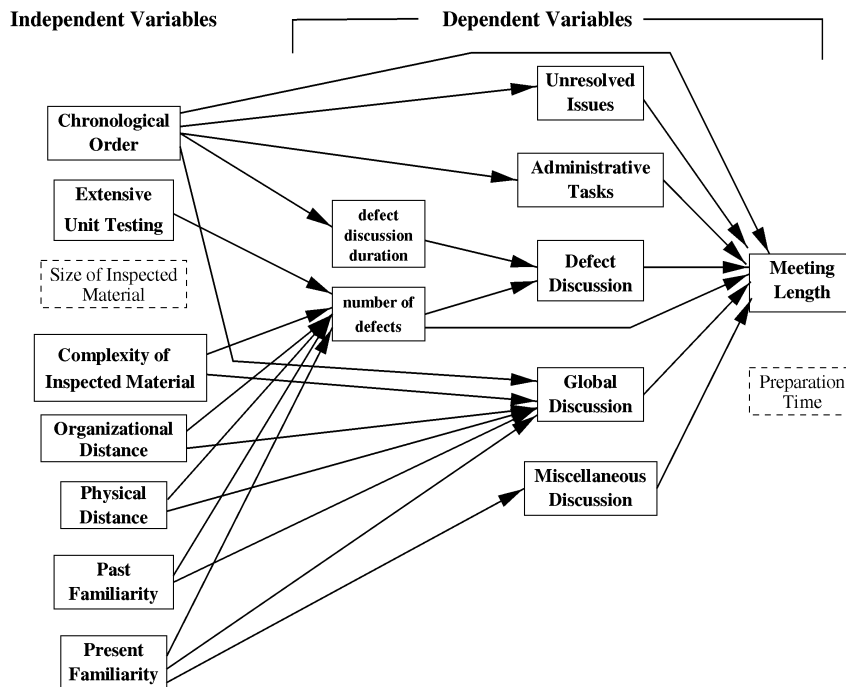 Independent Variables
Dependent Variables
Chronological
Order
Extensive
Unit Testing
Size of Inspected
Material
Complexity of
Inspected Material
Organizational
Distance
Physical
Distance
Past
Familiarity
Present
Familiarity
defect
discussion
duration
number of
defects
Unresolved
Issues
Administrative
Tasks
Defect
Discussion
Global
Discussion
Miscellaneous
Discussion
Meeting
Length
Preparation
Time